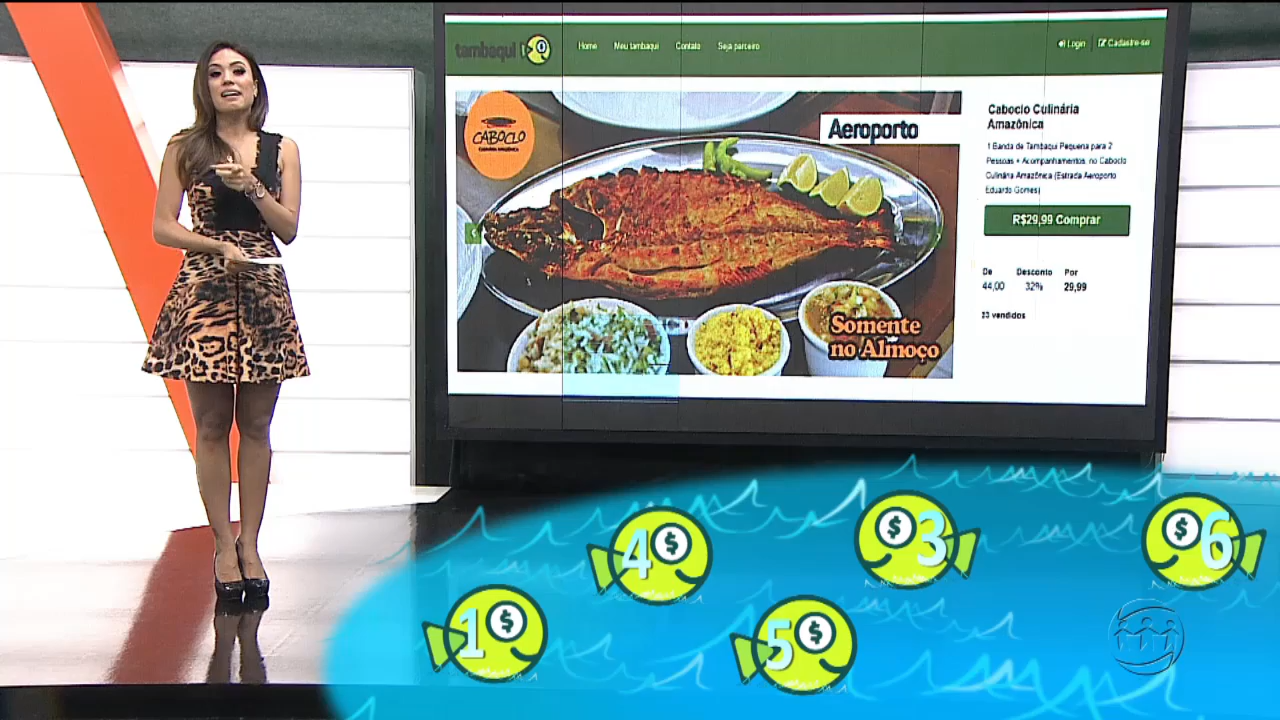 tambaqui
Home Meu tambaqui Contato Seja parceiro
Login Cadastre-se
CABOCLO
CULINÁRIA AMAZÔNICA
Aeroporto
Somente
no Almoço
Caboclo Culinária
Amazônica
1 Banda de Tambaqui Pequena para 2
Pessoas + Acompanhamentos, no Caboclo
Culinária Amazônica (Estrada Aeroporto
Eduardo Gomes)
R$29,99 Comprar
De Desconto Por
44,00 32% 29,99
23 vendidos
4 $
$ 3
$ 6
1 $
5 $